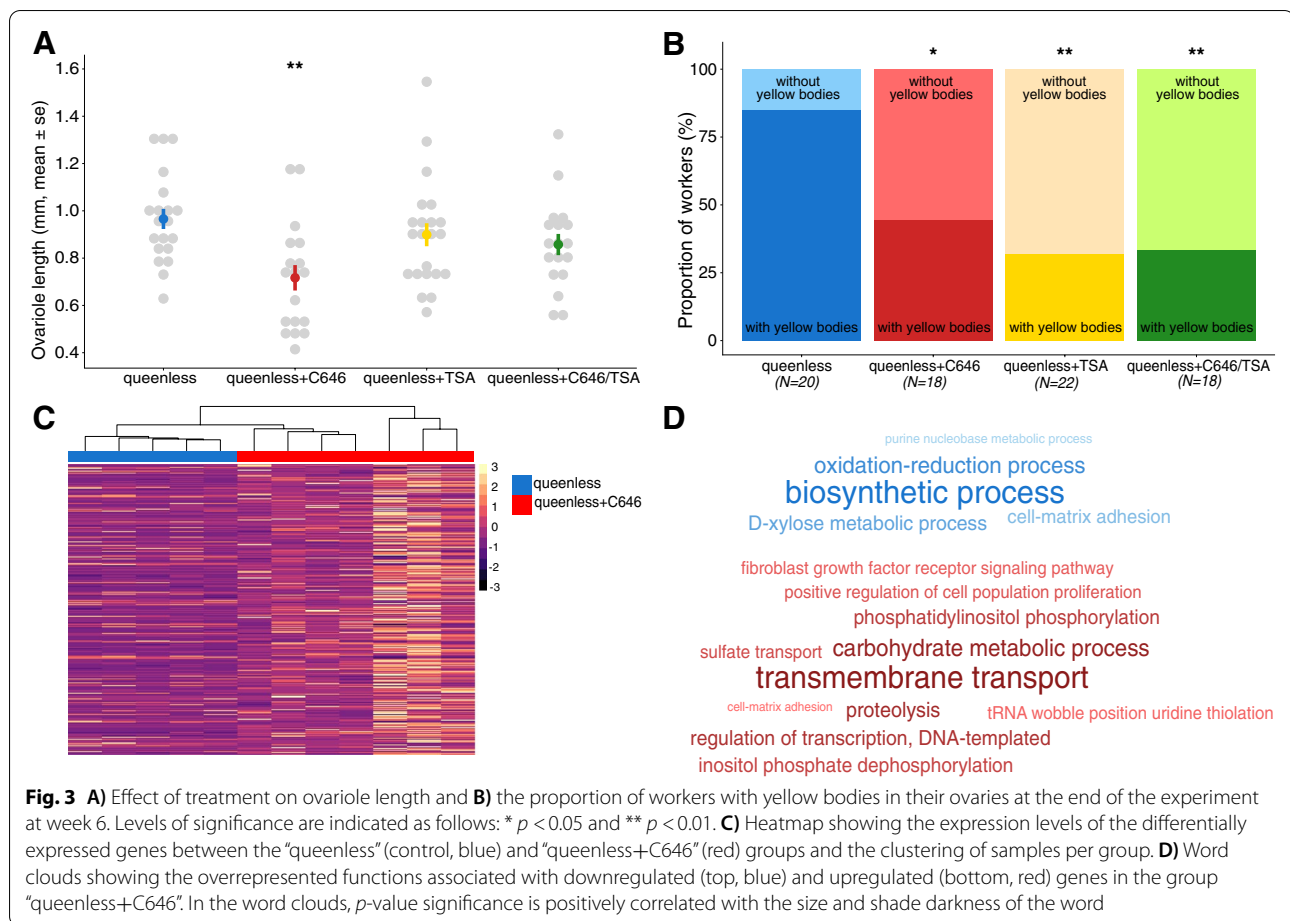 A
**
1.6
1.4
1.2
1.0
0.8
0.6
0.4
Ovariole length (mm, mean ± se)
queenless queenless+C646 queenless+TSA queenless+C646/TSA
B
* ** **
100
75
50
25
0
Proportion of workers (%)
without yellow bodies
with yellow bodies
without yellow bodies
with yellow bodies
without yellow bodies
with yellow bodies
without yellow bodies
with yellow bodies
queenless queenless+C646 queenless+TSA queenless+C646/TSA
(N=20) (N=18) (N=22) (N=18)
C
3
2
1
0
-1
-2
-3
queenless
queenless+C646
D
purine nucleobase metabolic process
oxidation-reduction process
biosynthetic process
D-xylose metabolic process cell-matrix adhesion
fibroblast growth factor receptor signaling pathway
positive regulation of cell population proliferation
phosphatidylinositol phosphorylation
sulfate transport carbohydrate metabolic process
transmembrane transport
cell-matrix adhesion proteolysis tRNA wobble position uridine thiolation
regulation of transcription, DNA-templated
inositol phosphate dephosphorylation
Fig. 3 A) Effect of treatment on ovariole length and B) the proportion of workers with yellow bodies in their ovaries at the end of the experiment
at week 6. Levels of significance are indicated as follows: * p < 0.05 and ** p < 0.01. C) Heatmap showing the expression levels of the differentially
expressed genes between the “queenless” (control, blue) and “queenless+C646” (red) groups and the clustering of samples per group. D) Word
clouds showing the overrepresented functions associated with downregulated (top, blue) and upregulated (bottom, red) genes in the group
“queenless+C646”. In the word clouds, p-value significance is positively correlated with the size and shade darkness of the word